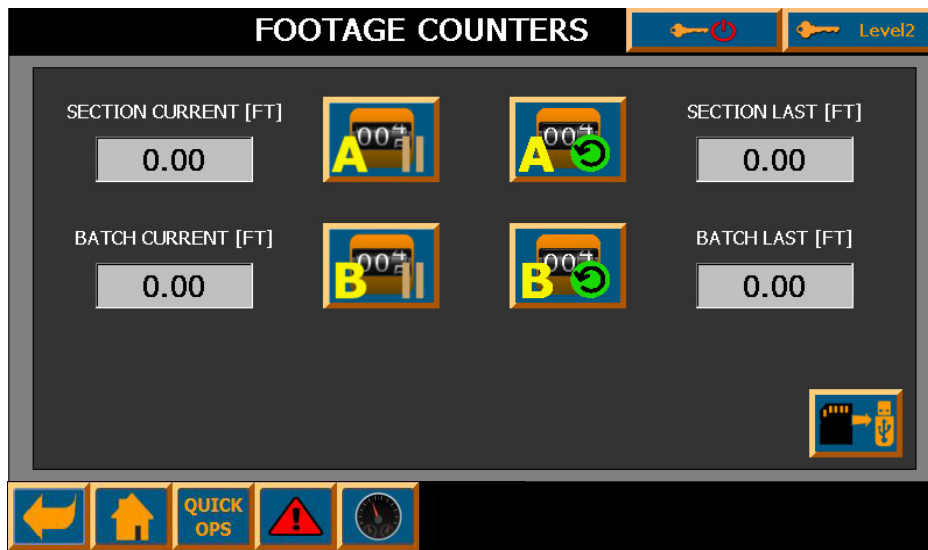 FOOTAGE COUNTERS
Level2
SECTION CURRENT [FT]
SECTION LAST [FT]
0.00
A
A
0.00
BATCH CURRENT [FT]
BATCH LAST [FT]
0.00
B
B
0.00
QUICK
OPS